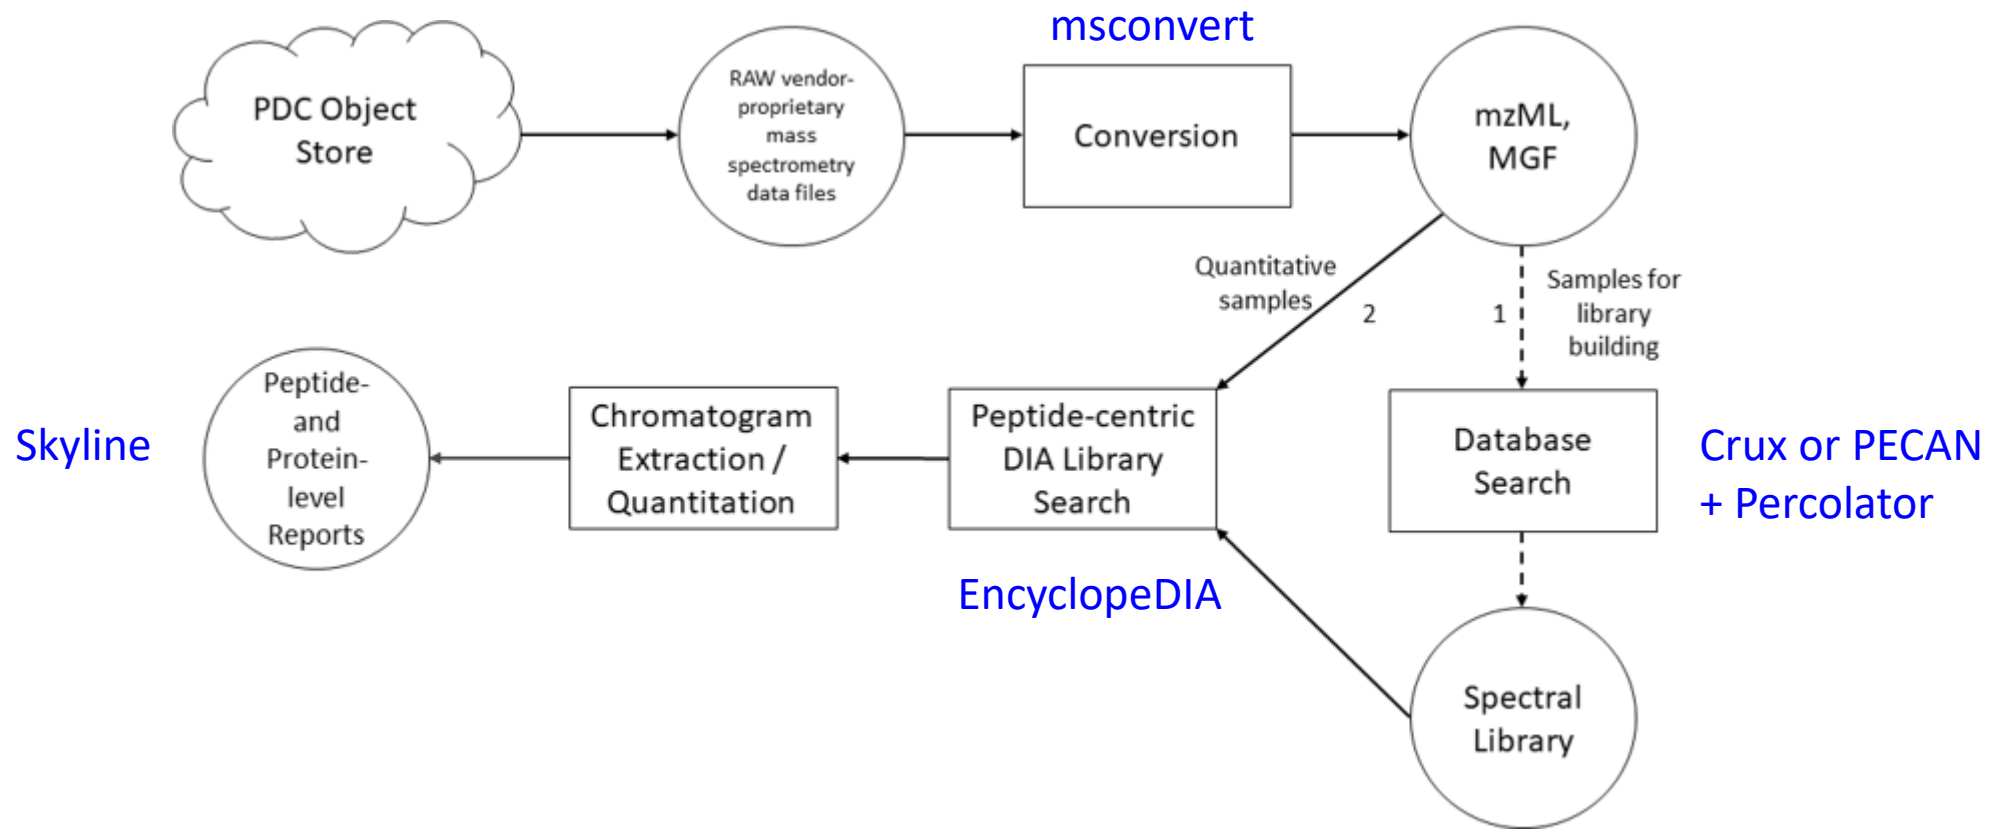 msconvert
PDC Object
Store
RAW vendor-
proprietary
mass
spectrometry
data files
Conversion
mzML,
MGF
Quantitative
samples
2
1
Samples for
library
building
Skyline
Peptide-
and
Protein-
level
Reports
Chromatogram
Extraction /
Quantitation
Peptide-centric
DIA Library
Search
Database
Search
Crux or PECAN
+ Percolator
EncyclopeDIA
Spectral
Library